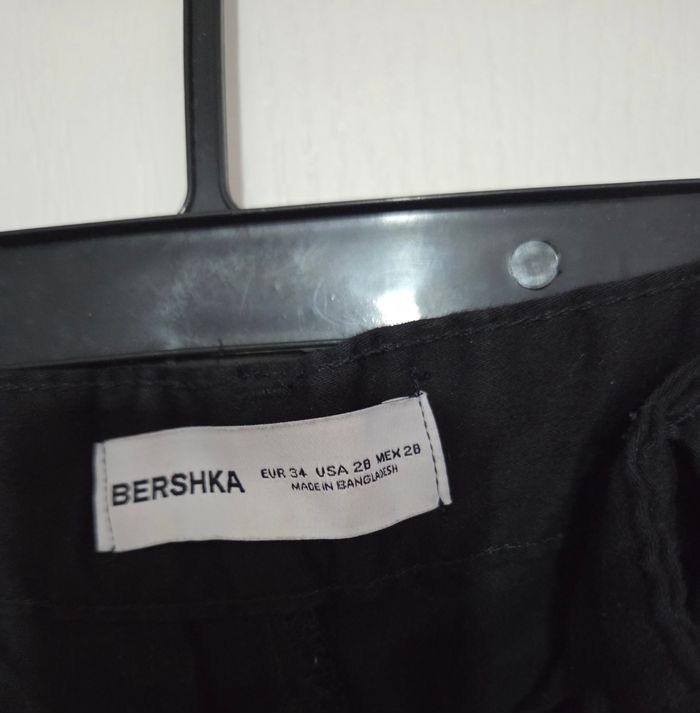 BERSHKA
EUR 34 USA 28 MEX 28
MADE IN BANGLADESH